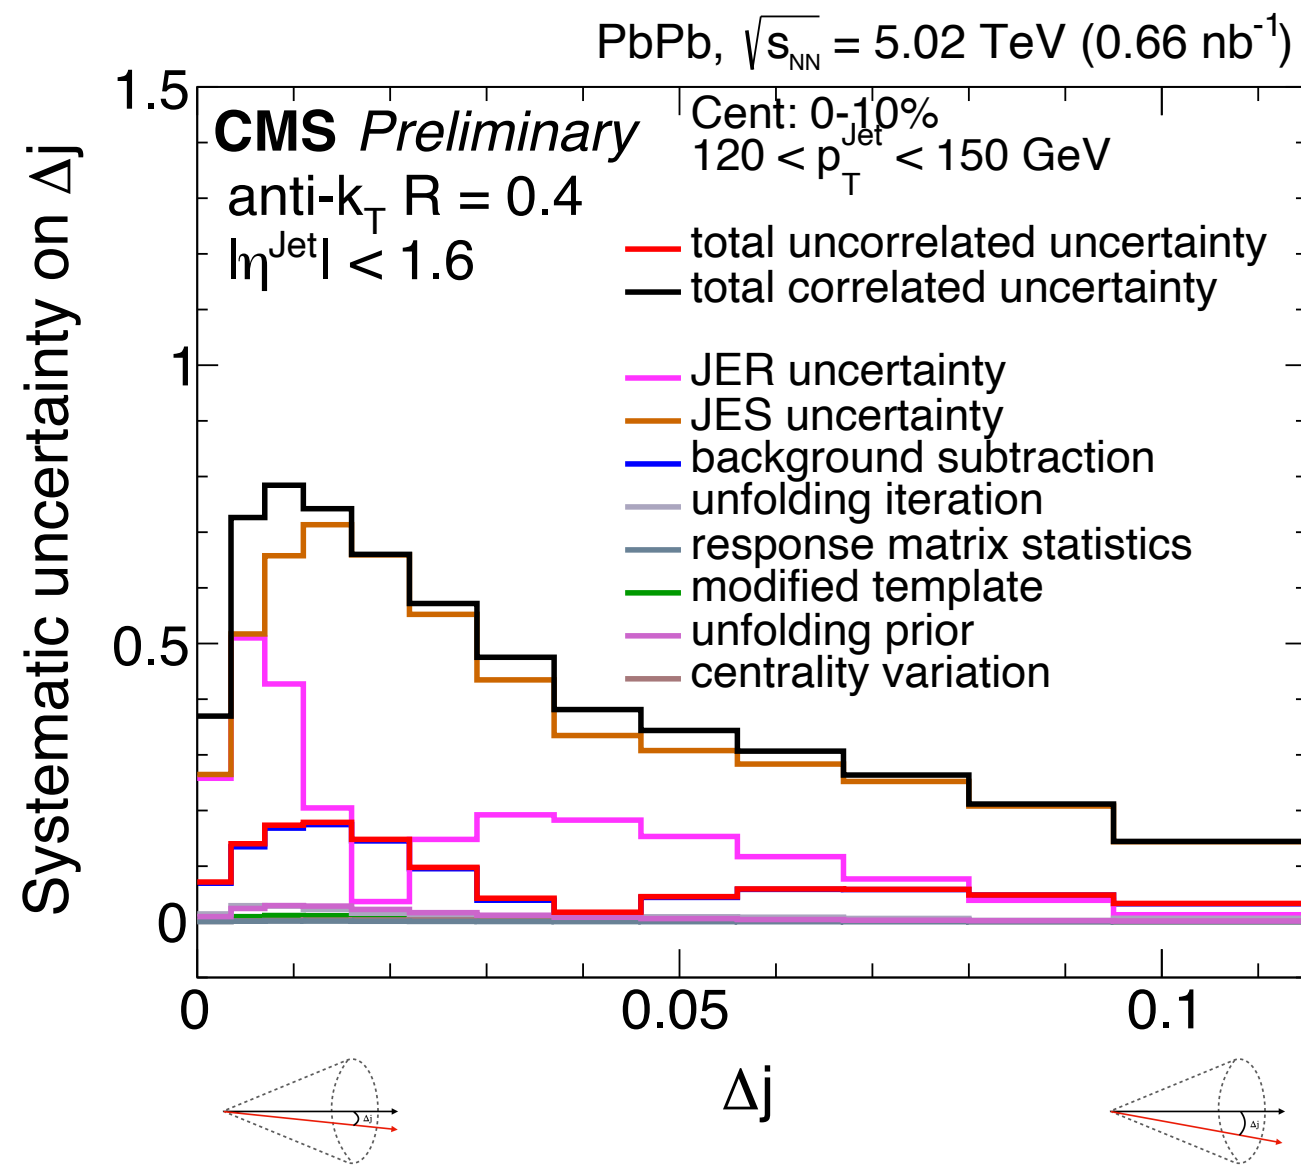 PbPb, √s_NN = 5.02 TeV (0.66 nb^-1)
CMS Preliminary
anti-k_T R = 0.4
|η^Jet| < 1.6
Cent: 0-10%
120 < p_T^Jet < 150 GeV
total uncorrelated uncertainty
total correlated uncertainty
JER uncertainty
JES uncertainty
background subtraction
unfolding iteration
response matrix statistics
modified template
unfolding prior
centrality variation
Systematic uncertainty on Δj
1.5
1
0.5
0
0 0.05 0.1
Δj
Δj
Δj